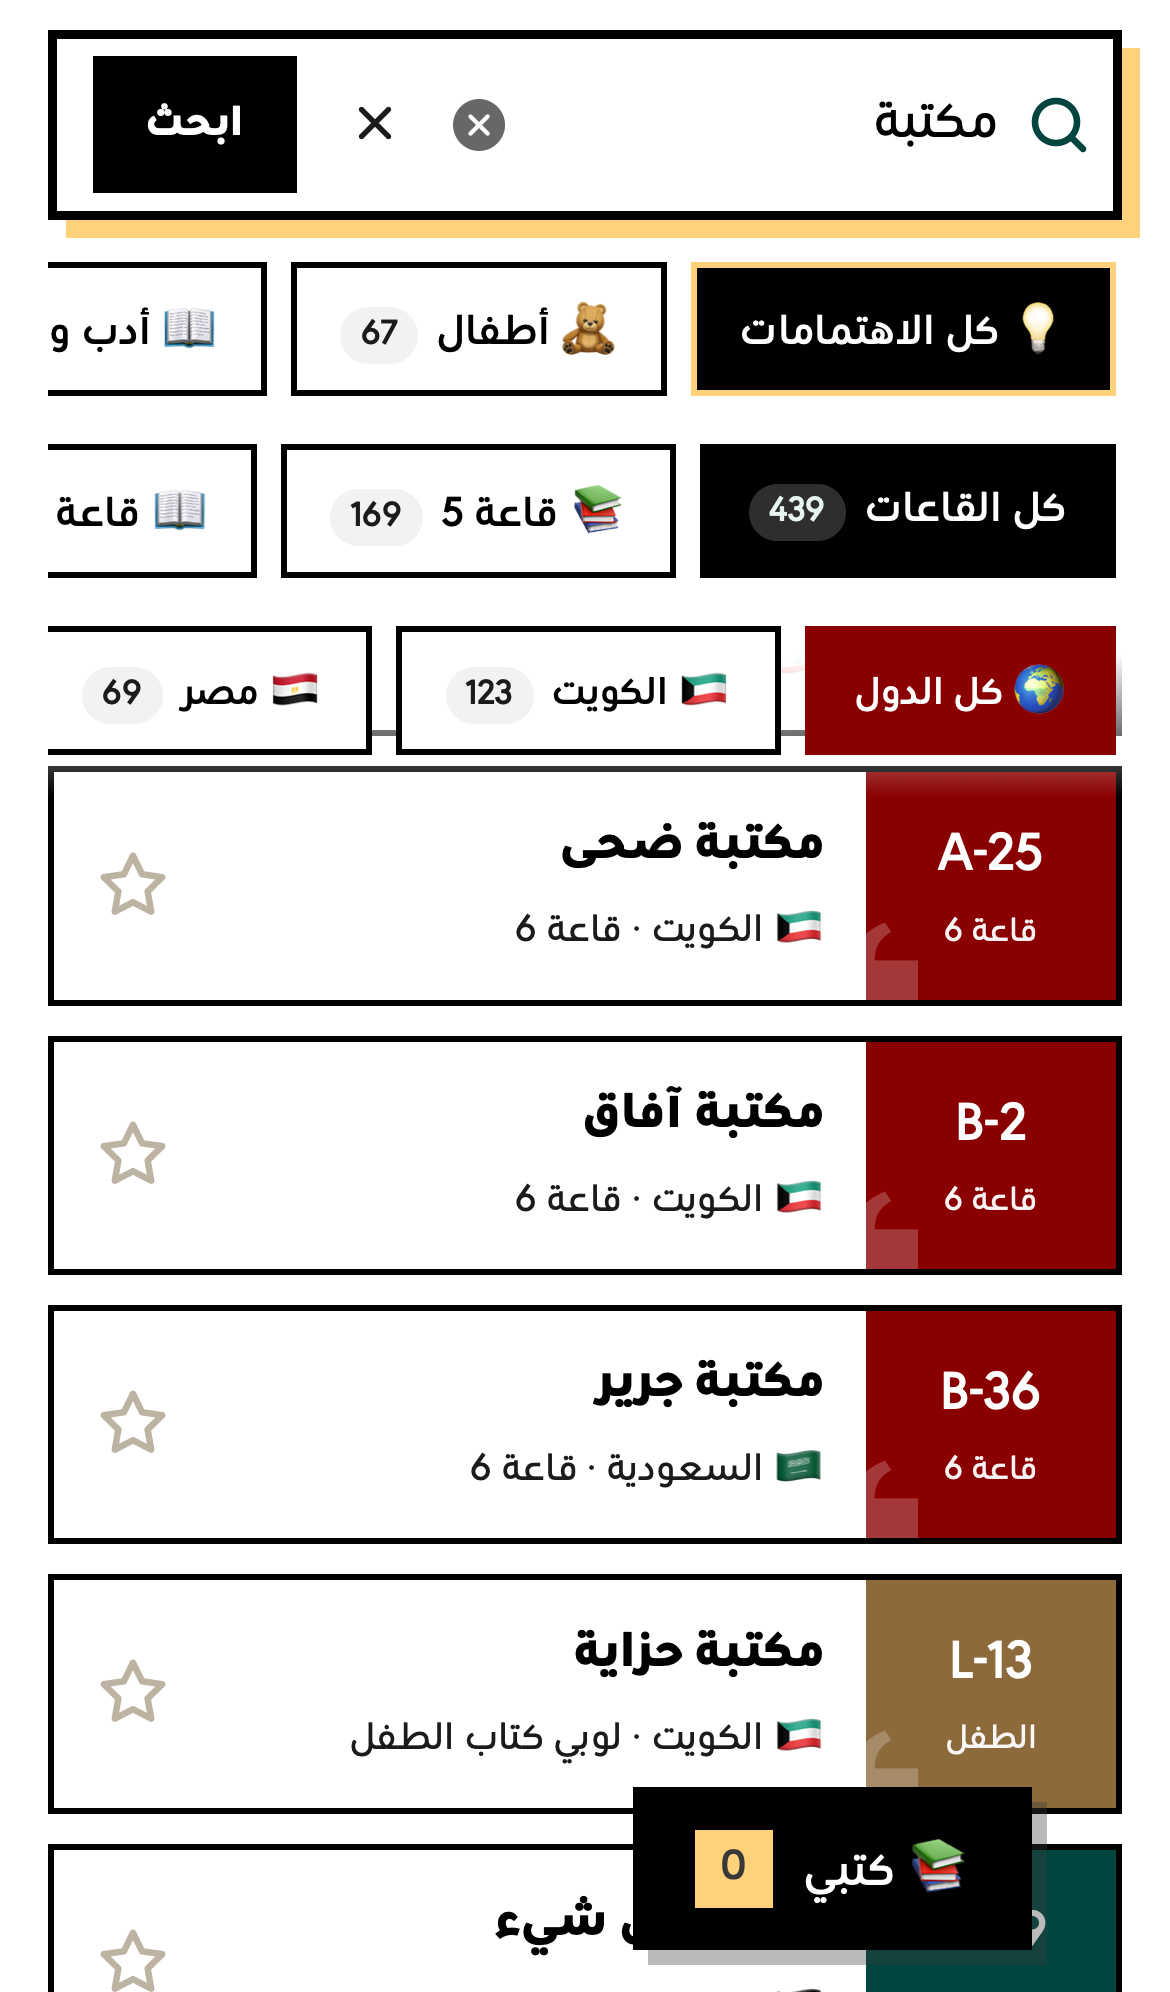 مكتبة ابحث
كل الاهتمامات أطفال 67 أدب و
كل القاعات 439 قاعة 5 169 قاعة
كل الدول الكويت 123 مصر 69
A-25
قاعة 6
مكتبة ضحى
الكويت · قاعة 6
B-2
قاعة 6
مكتبة آفاق
الكويت · قاعة 6
B-36
قاعة 6
مكتبة جرير
السعودية · قاعة 6
L-13
الطفل
مكتبة حزاية
الكويت · لوبي كتاب الطفل
شيء
كتبي 0